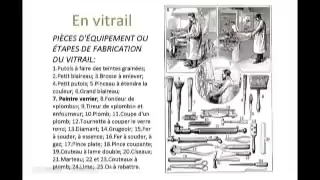 En vitrail
PIÈCES D'ÉQUIPEMENT OU
ÉTAPES DE FABRICATION
DU VITRAIL:
1.Putois à faire des teintes grainées;
2.Petit blaireau; 3.Brosse à enlever;
4.Petit putois; 5.Pinceau à étendre la
couleur; 6.Grand blaireau;
7. Peintre verrier; 8.Fondeur de
«plombs»; 9.Tireur de «plombs» et
enfourneur; 10.Plomb; 11.Coupe d'un
plomb; 12.Tournette à couper le verre
rond; 13.Diamant; 14.Grugeoir; 15.Fer
à souder, à essence; 16.Fer à souder, à
gaz; 17.Pince plate; 18.Pince coupante;
19.Couteau à lame double; 20.Ciseaux;
21.Marteau; 22 et 23.Couteaux à
plomb; 24.Lime; 25.Os à rabattre.